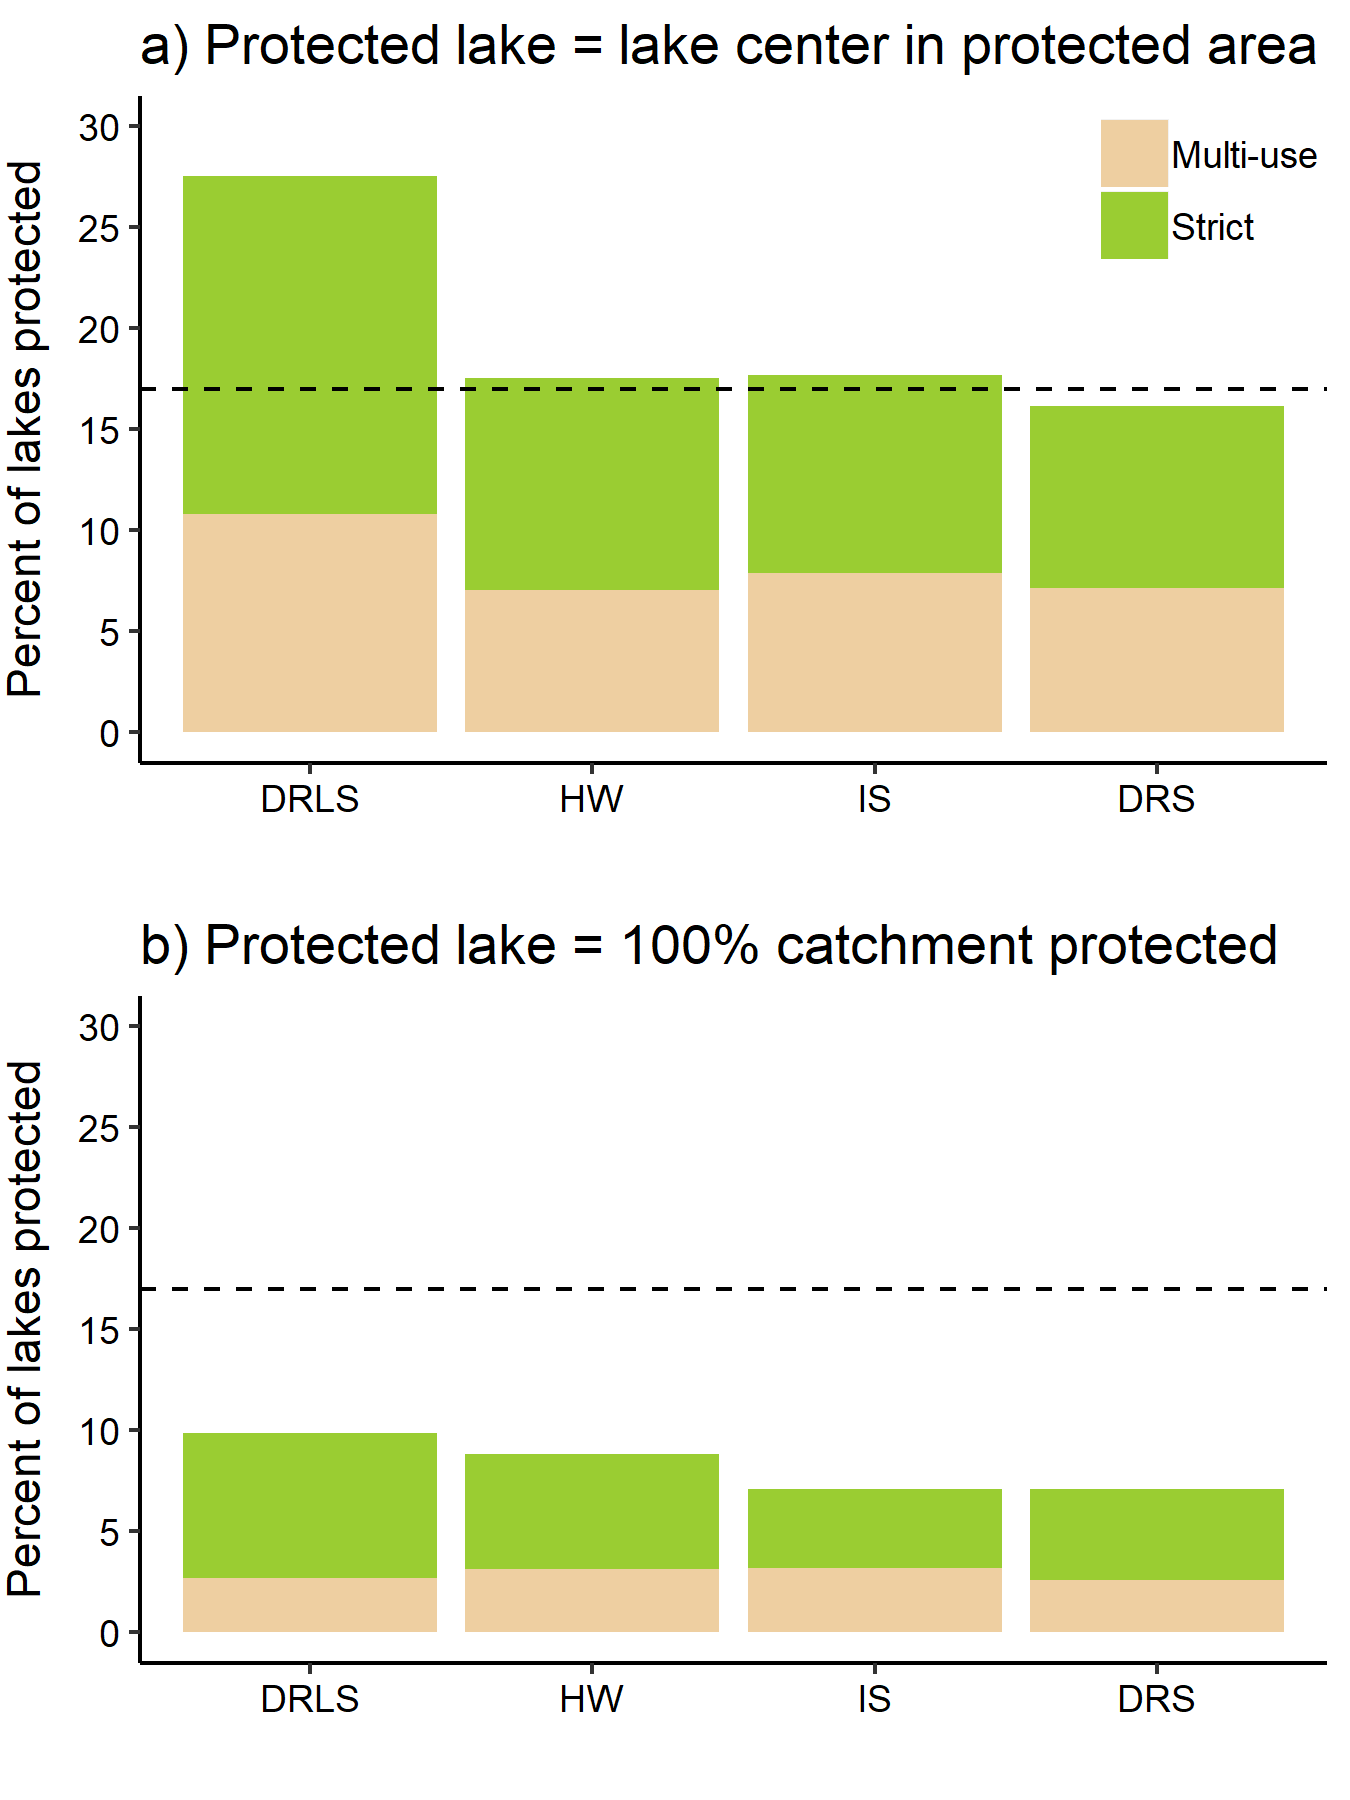 a) Protected lake = lake center in protected area
Percent of lakes protected
30
25
20
15
10
5
0
Multi-use
Strict
DRLS
HW
IS
DRS
b) Protected lake = 100% catchment protected
Percent of lakes protected
30
25
20
15
10
5
0
DRLS
HW
IS
DRS